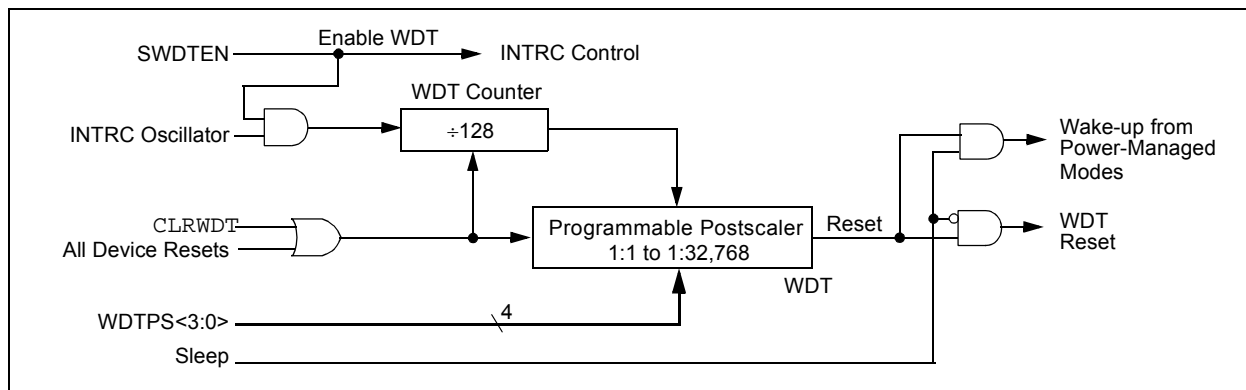 SWDTEN
Enable WDT
INTRC Control
WDT Counter
÷128
INTRC Oscillator
Wake-up from
Power-Managed
Modes
CLRWDT
All Device Resets
Programmable Postscaler
1:1 to 1:32,768
Reset
WDT
Reset
WDT
WDTPS<3:0>
4
Sleep